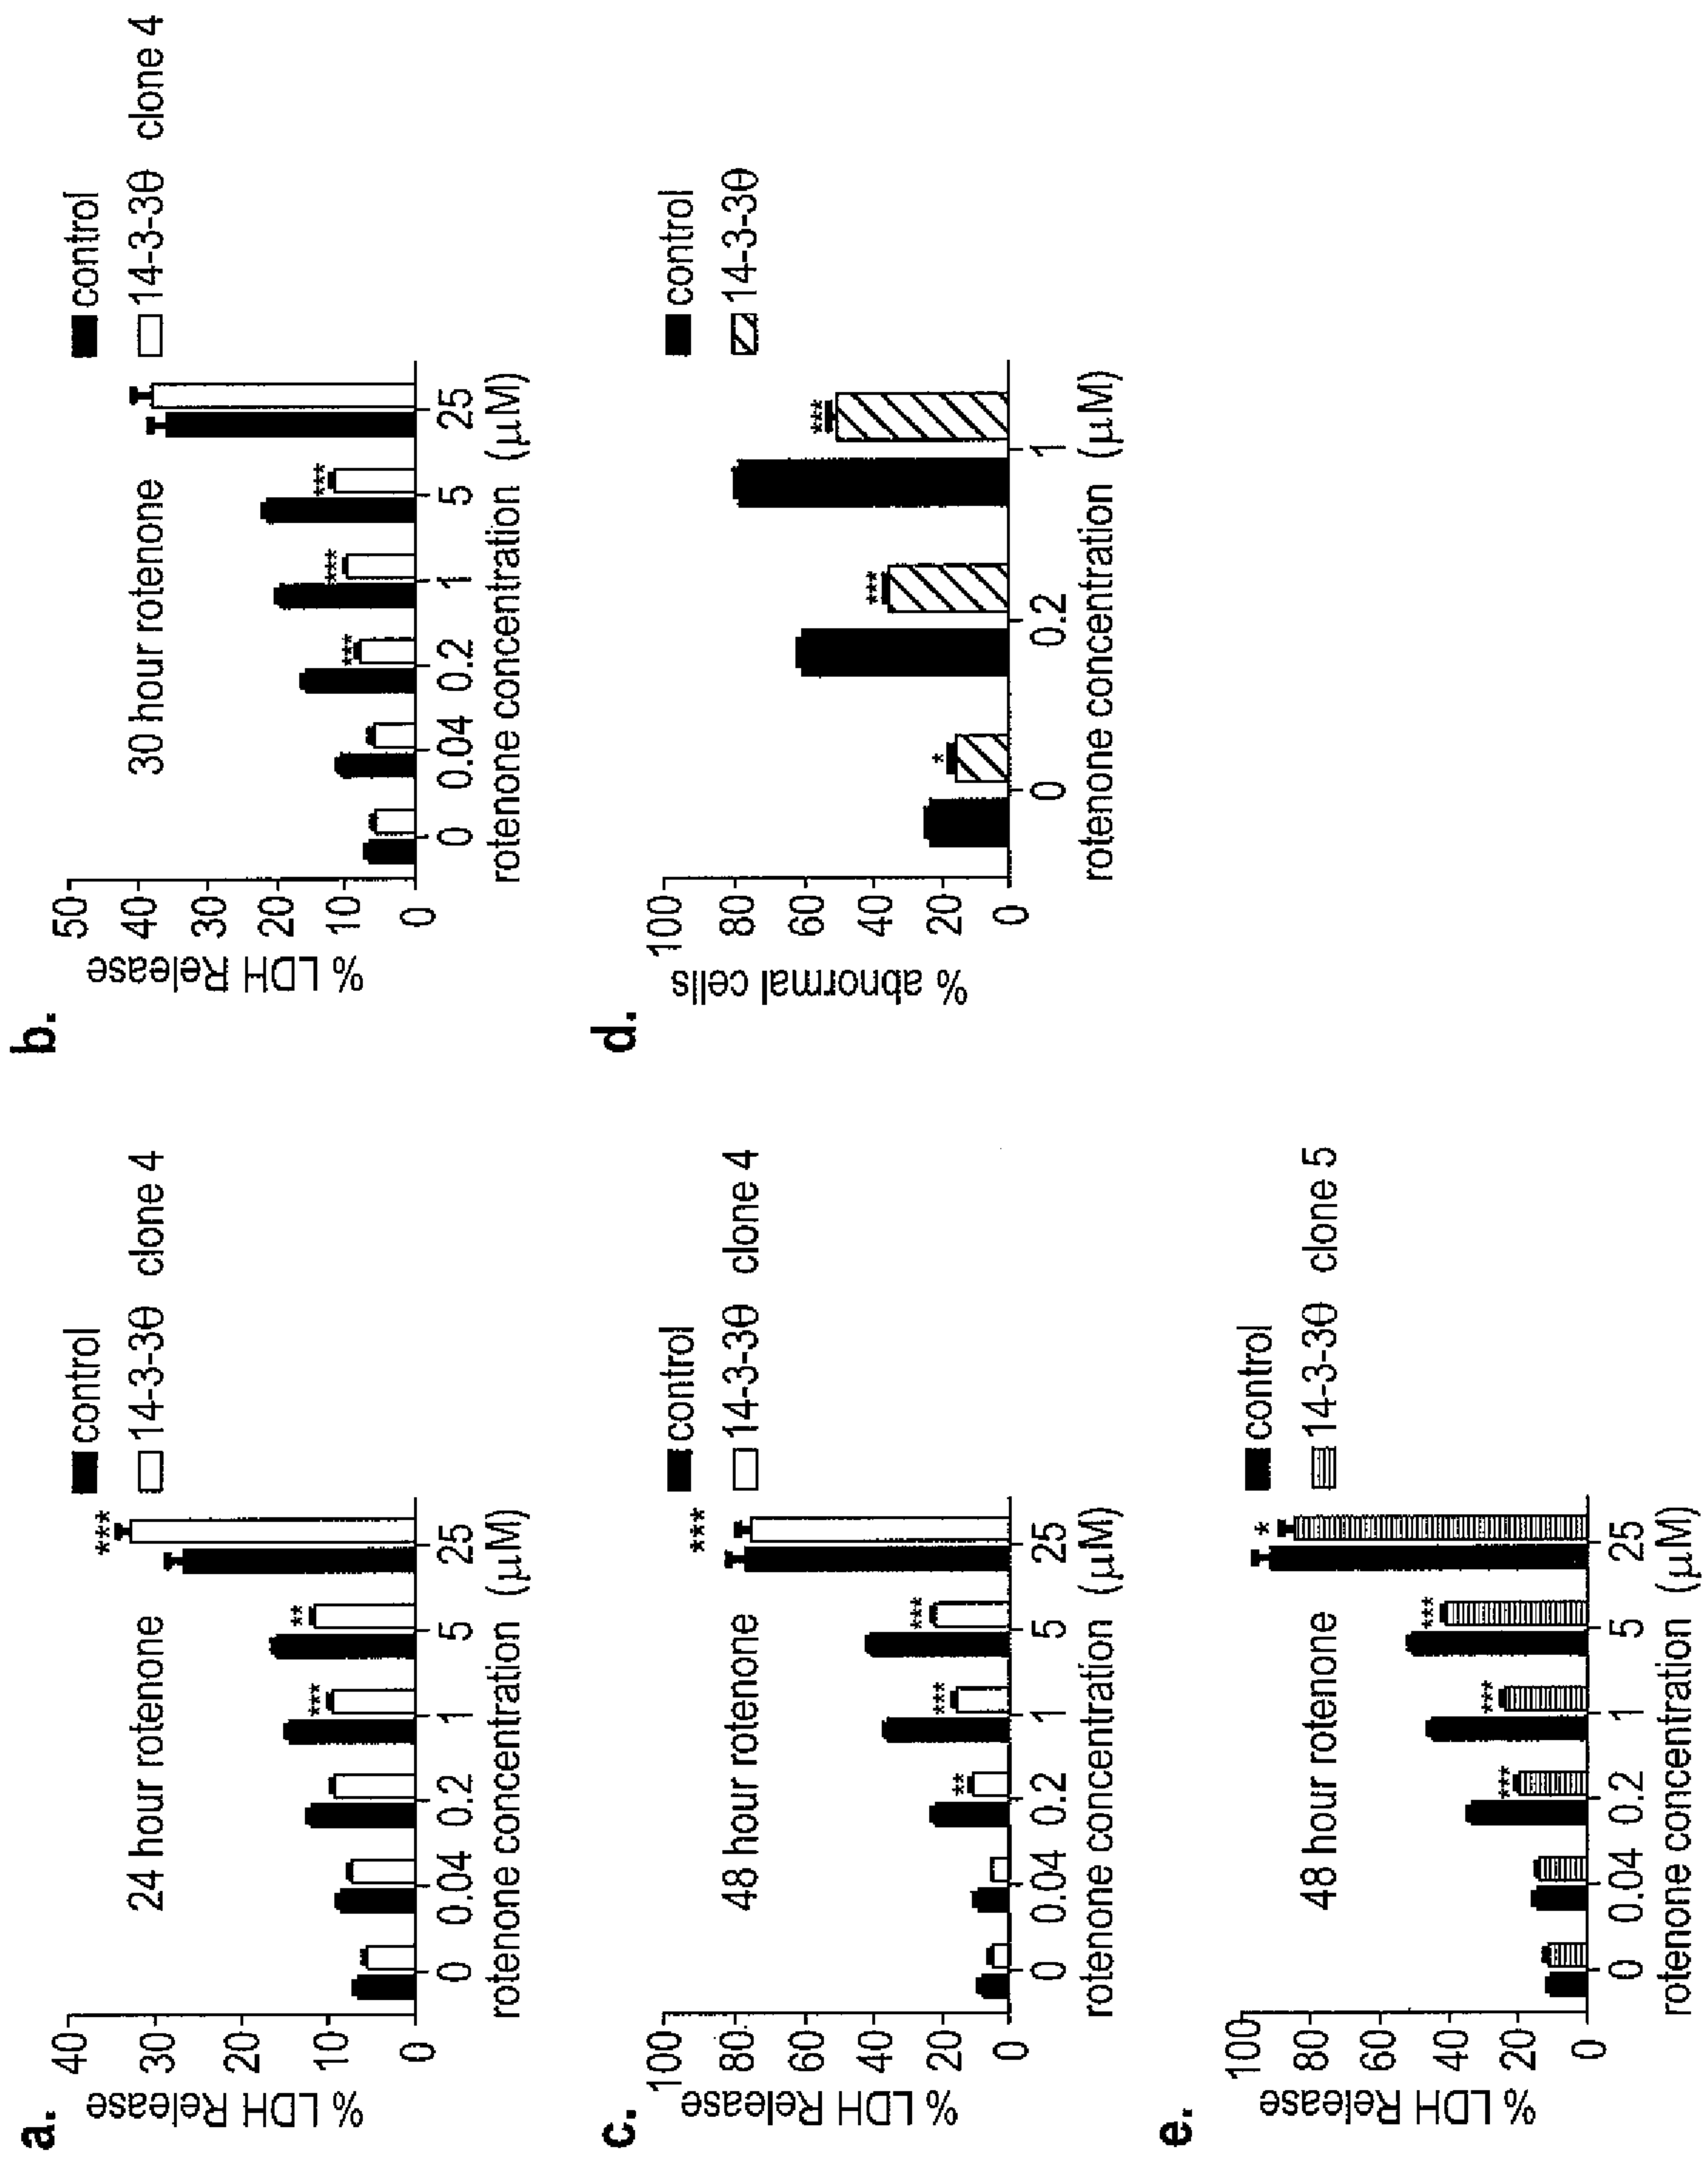 a.
24 hour rotenone
■ control
□ 14-3-3θ clone 4
% LDH Release
40
30
20
10
0
**
***
***
0 0.04 0.2 1 5 25
rotenone concentration (μM)
b.
30 hour rotenone
■ control
□ 14-3-3θ clone 4
% LDH Release
50
40
30
20
10
0
***
***
***
0 0.04 0.2 1 5 25
rotenone concentration (μM)
c.
48 hour rotenone
■ control
□ 14-3-3θ clone 4
% LDH Release
100
80
60
40
20
0
**
***
***
***
0 0.04 0.2 1 5 25
rotenone concentration (μM)
d.
control
14-3-3θ
% abnormal cells
100
80
60
40
20
0
*
***
***
0 0.2 1
rotenone concentration (μM)
e.
48 hour rotenone
control
14-3-3θ clone 5
% LDH Release
100
80
60
40
20
0
***
***
***
*
0 0.04 0.2 1 5 25
rotenone concentration (μM)